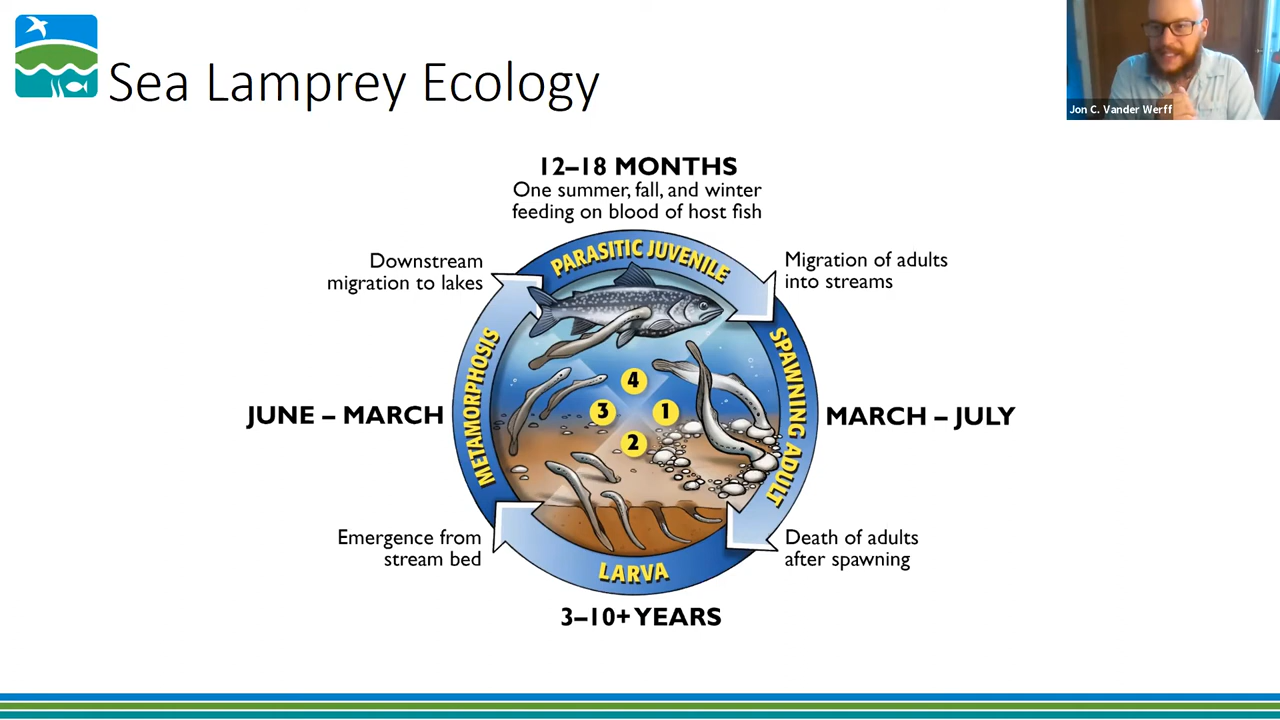 Sea Lamprey Ecology
Jon C. Vander Werff
12–18 MONTHS
One summer, fall, and winter
feeding on blood of host fish
Downstream
migration to lakes
PARASITIC JUVENILE
Migration of adults
into streams
METAMORPHOSIS
SPAWNING ADULT
4
3
1
2
JUNE – MARCH
MARCH – JULY
Emergence from
stream bed
Death of adults
after spawning
LARVA
3–10+ YEARS